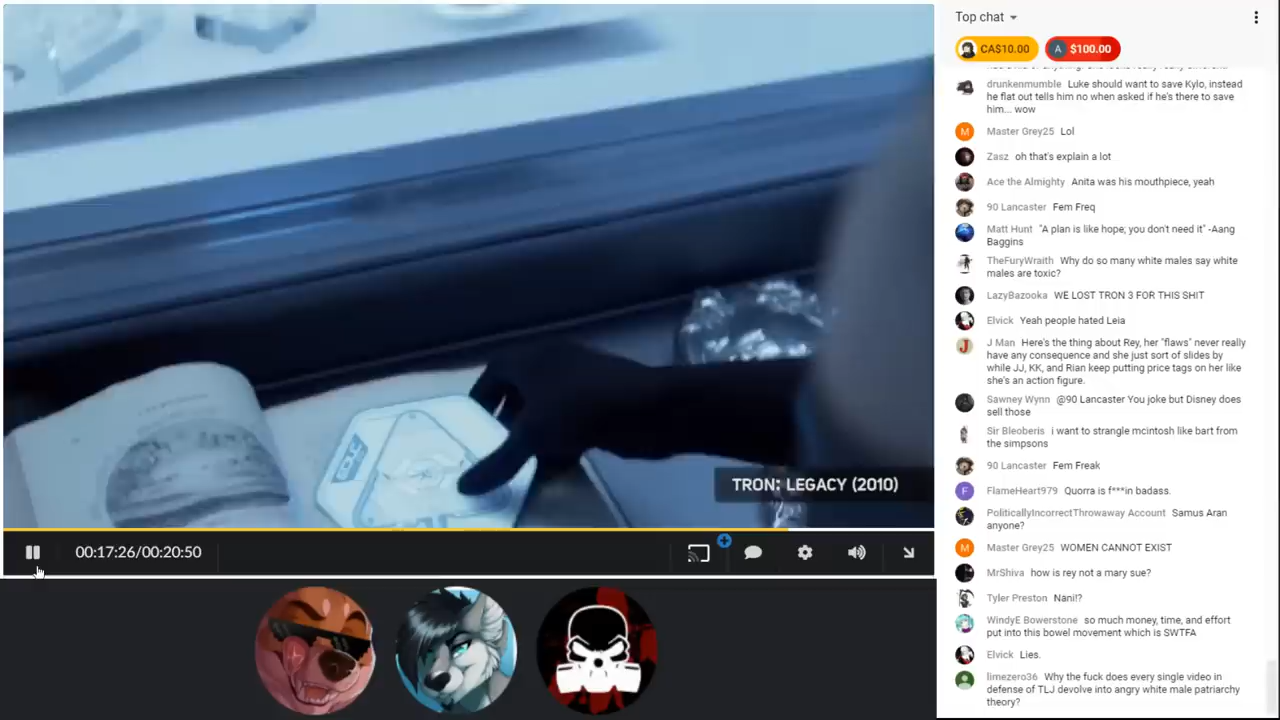 Top chat
CA$10.00
A
$100.00
drunkenmumble Luke should want to save Kylo, instead
he flat out tells him no when asked if he's there to save
him... wow
M
Master Grey25 Lol
Zasz oh that's explain a lot
Ace the Almighty Anita was his mouthpiece, yeah
90 Lancaster Fem Freq
Matt Hunt "A plan is like hope; you don't need it" -Aang
Baggins
TheFuryWraith Why do so many white males say white
males are toxic?
LazyBazooka WE LOST TRON 3 FOR THIS SHIT
Elvick Yeah people hated Leia
J
J Man Here's the thing about Rey, her "flaws" never really
have any consequence and she just sort of slides by
while JJ, KK, and Rian keep putting price tags on her like
she's an action figure.
Sawney Wynn @90 Lancaster You joke but Disney does
sell those
Sir Bleoberis i want to strangle mcintosh like bart from
the simpsons
90 Lancaster Fem Freak
F
FlameHeart979 Quorra is f***in badass.
PoliticallyIncorrectThrowaway Account Samus Aran
anyone?
M
Master Grey25 WOMEN CANNOT EXIST
MrShiva how is rey not a mary sue?
Tyler Preston Nani!?
WindyE Bowerstone so much money, time, and effort
put into this bowel movement which is SWTFA
Elvick Lies.
limezero36 Why the fuck does every single video in
defense of TLJ devolve into angry white male patriarchy
theory?
TRON: LEGACY (2010)
00:17:26/00:20:50